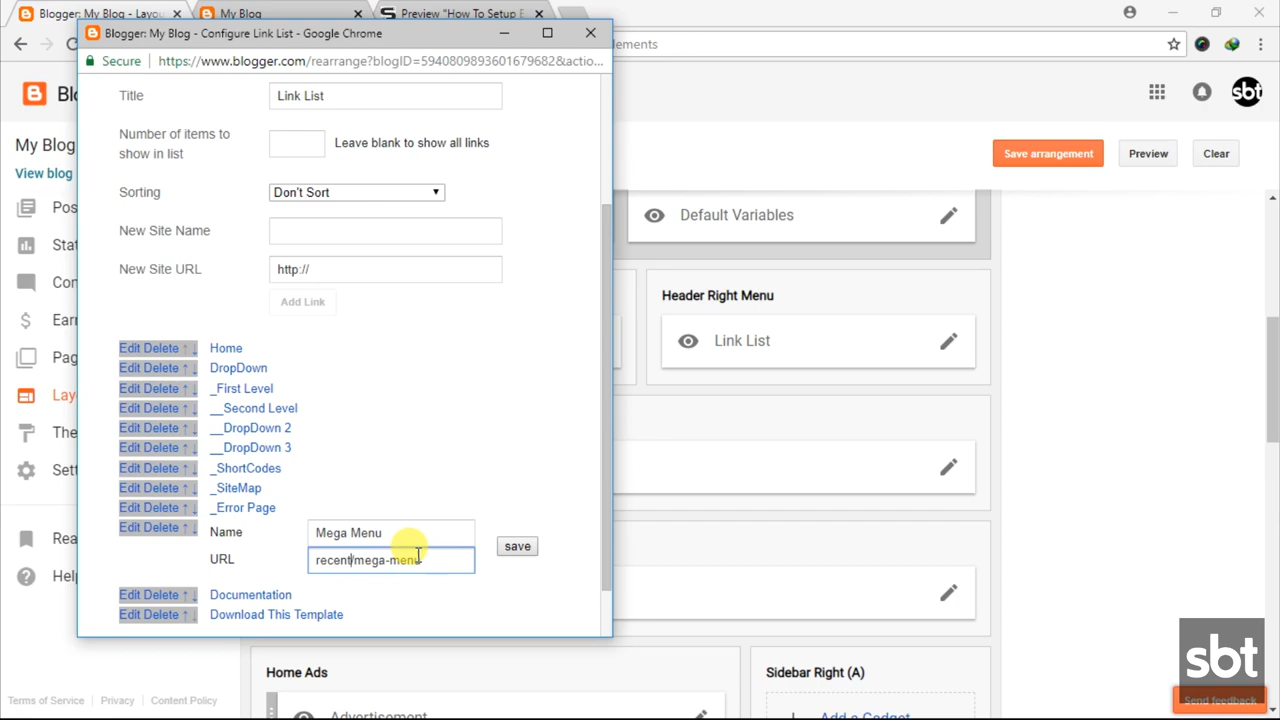 Blogger: My Blog - Layou
My Blog
Preview "How To Setup E
Blogger: My Blog - Configure Link List - Google Chrome
Secure https://www.blogger.com/rearrange?blogID=5940809893601679682&actio...
ements
Title
Link List
Number of items to show in list
Leave blank to show all links
Sorting
Don't Sort
New Site Name
New Site URL
http://
Add Link
Edit Delete ↑ ↓ Home
Edit Delete ↑ ↓ DropDown
Edit Delete ↑ ↓ _First Level
Edit Delete ↑ ↓ __Second Level
Edit Delete ↑ ↓ __DropDown 2
Edit Delete ↑ ↓ __DropDown 3
Edit Delete ↑ ↓ _ShortCodes
Edit Delete ↑ ↓ _SiteMap
Edit Delete ↑ ↓ _Error Page
Edit Delete ↑ ↓ Name Mega Menu
URL recent/mega-menu
save
Edit Delete ↑ ↓ Documentation
Edit Delete ↑ ↓ Download This Template
Blo
sbt
My Blog
View blog
Pos
Stat
Con
Earr
Pag
Layo
The
Sett
Rea
Help
Terms of Service | Privacy | Content Policy
Save arrangement
Preview
Clear
Default Variables
Header Right Menu
Link List
Home Ads
Advertisement
Sidebar Right (A)
Add a Gadget
sbt
Send feedback